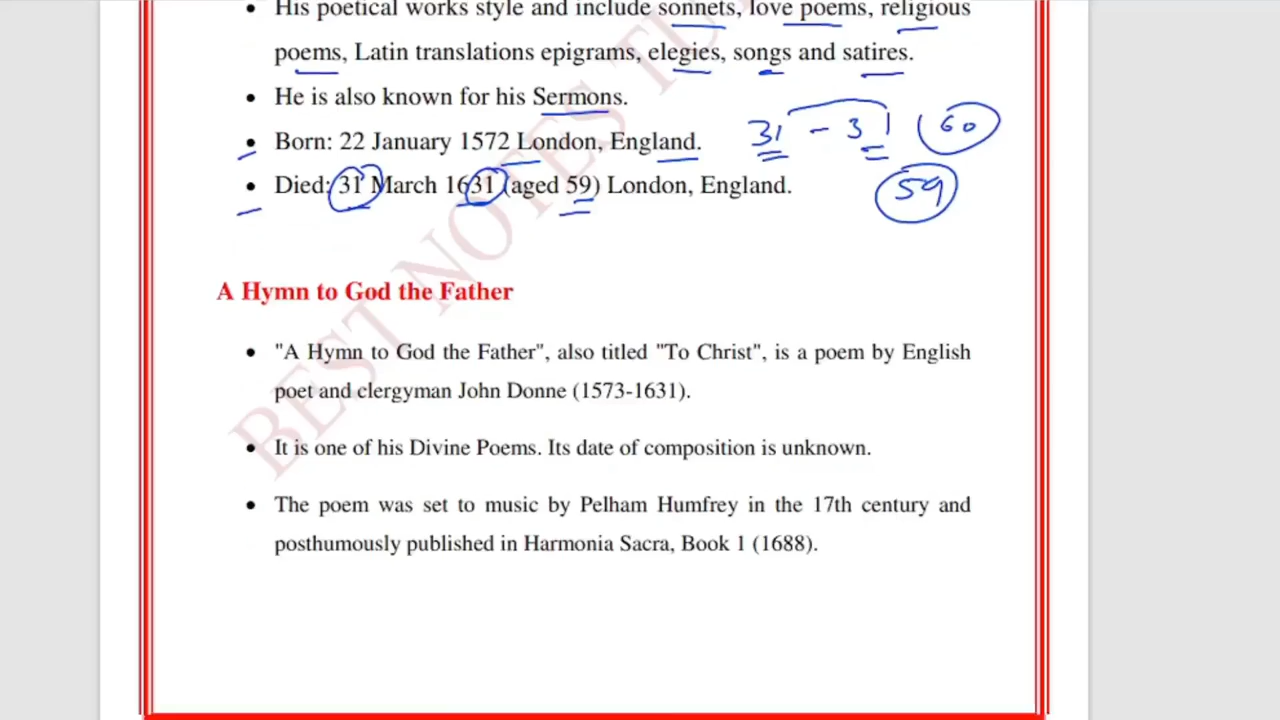 • His poetical works style and include sonnets, love poems, religious
poems, Latin translations epigrams, elegies, songs and satires.
• He is also known for his Sermons.
• Born: 22 January 1572 London, England.
31 - 31 60
• Died: 31 March 1631 (aged 59) London, England.
59
A Hymn to God the Father
• "A Hymn to God the Father", also titled "To Christ", is a poem by English
poet and clergyman John Donne (1573-1631).
• It is one of his Divine Poems. Its date of composition is unknown.
• The poem was set to music by Pelham Humfrey in the 17th century and
posthumously published in Harmonia Sacra, Book 1 (1688).
BEST NOTES TU